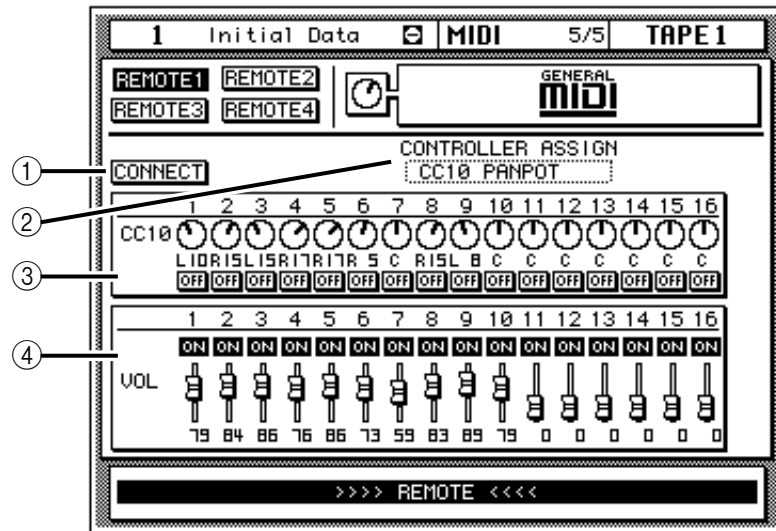 1 Initial Data MIDI 5/5 TAPE 1
REMOTE1 REMOTE2
REMOTE3 REMOTE4
GENERAL
MIDI
CONTROLLER ASSIGN
① CONNECT CC10 PANPOT
②
1 2 3 4 5 6 7 8 9 10 11 12 13 14 15 16
CC10
L10 R15 L15 R17 R17 R 5 C R15 L 8 C C C C C C C
③ OFF OFF OFF OFF OFF OFF OFF OFF OFF OFF OFF OFF OFF OFF OFF OFF
1 2 3 4 5 6 7 8 9 10 11 12 13 14 15 16
④ ON ON ON ON ON ON ON ON ON ON ON ON ON ON ON ON
VOL
79 84 86 76 86 73 59 83 89 79 0 0 0 0 0 0
>>>> REMOTE <<<<